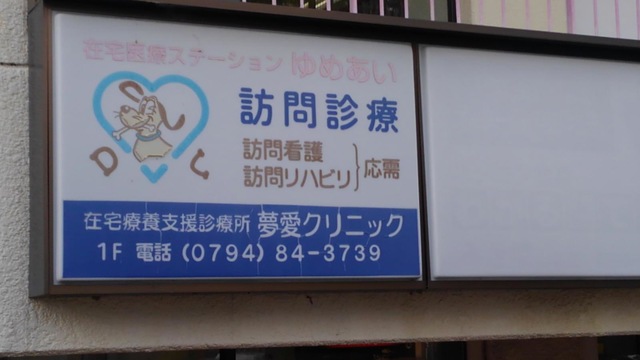 在宅医療ステーション ゆめあい
訪問診療
訪問看護
訪問リハビリ
応需
D L C
在宅療養支援診療所 夢愛クリニック
1F 電話(0794)84-3739